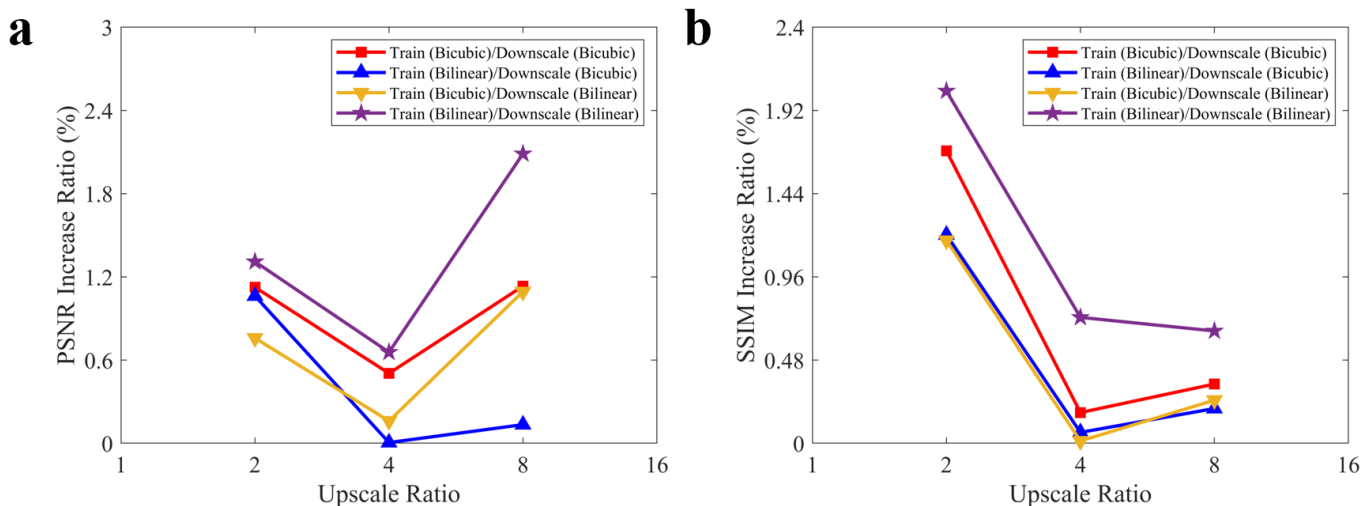 a
3
2.4
1.8
1.2
0.6
0
PSNR Increase Ratio (%)
Train (Bicubic)/Downscale (Bicubic)
Train (Bilinear)/Downscale (Bicubic)
Train (Bicubic)/Downscale (Bilinear)
Train (Bilinear)/Downscale (Bilinear)
1 2 4 8 16
Upscale Ratio
b
2.4
1.92
1.44
0.96
0.48
0
SSIM Increase Ratio (%)
Train (Bicubic)/Downscale (Bicubic)
Train (Bilinear)/Downscale (Bicubic)
Train (Bicubic)/Downscale (Bilinear)
Train (Bilinear)/Downscale (Bilinear)
1 2 4 8 16
Upscale Ratio